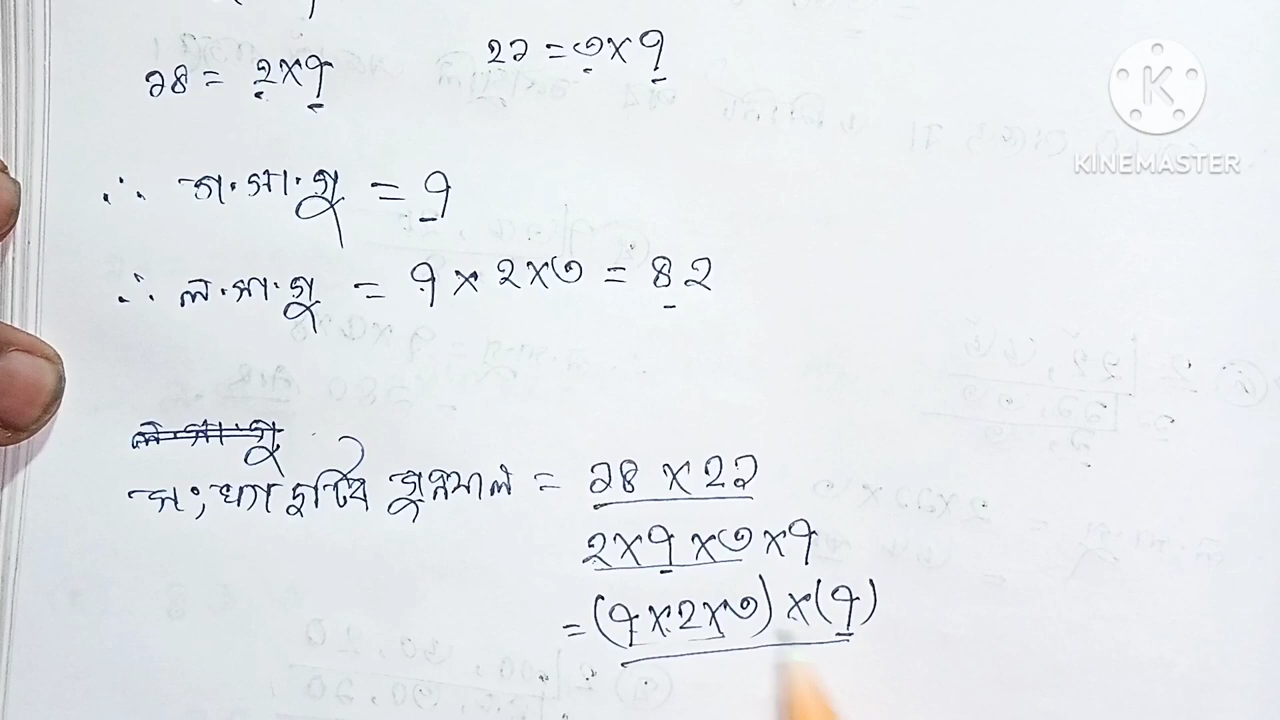 ১৪ = ২×৭ ২১ = ৩×৭
∴ গ.সা.গু = ৭
∴ ল.সা.গু = ৭ × ২×৩ = ৪২
সংখ্যা দুটির গুনফল = ১৪ × ২১
২×৭ ×৩ ×৭
= (৭×২×৩) × (৭)
KINEMASTER